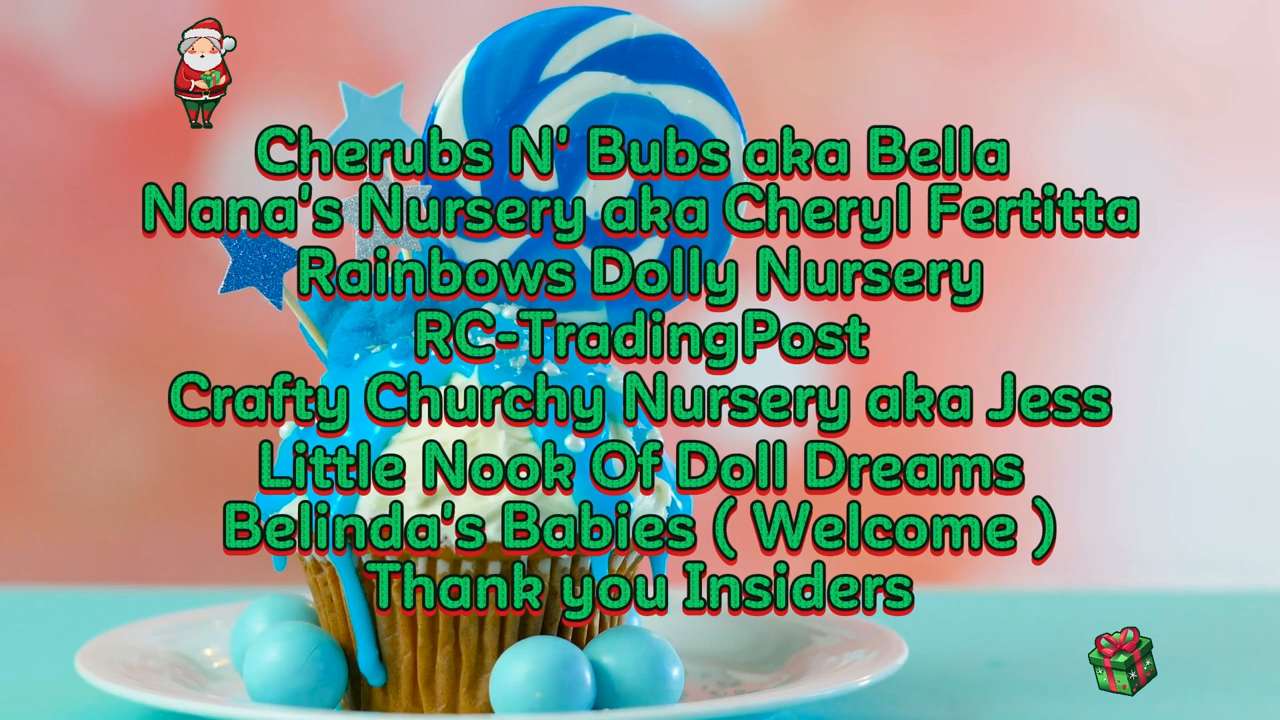 Cherubs N' Bubs aka Bella
Nana's Nursery aka Cheryl Fertitta
Rainbows Dolly Nursery
RC-TradingPost
Crafty Churchy Nursery aka Jess
Little Nook Of Doll Dreams
Belinda's Babies ( Welcome )
Thank you Insiders